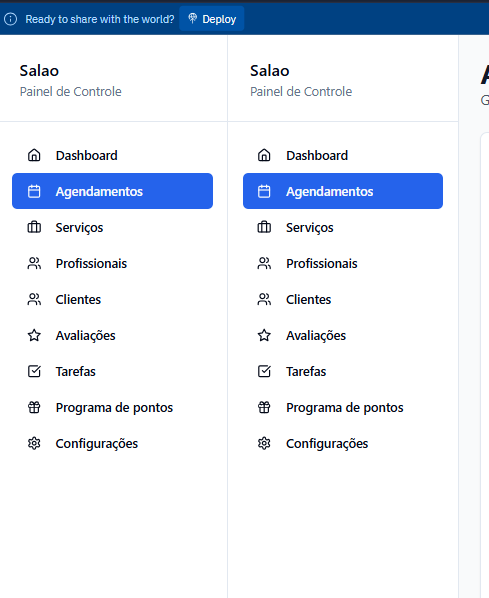 Ready to share with the world? Deploy
Salao
Painel de Controle
Dashboard
Agendamentos
Serviços
Profissionais
Clientes
Avaliações
Tarefas
Programa de pontos
Configurações
Salao
Painel de Controle
Dashboard
Agendamentos
Serviços
Profissionais
Clientes
Avaliações
Tarefas
Programa de pontos
Configurações